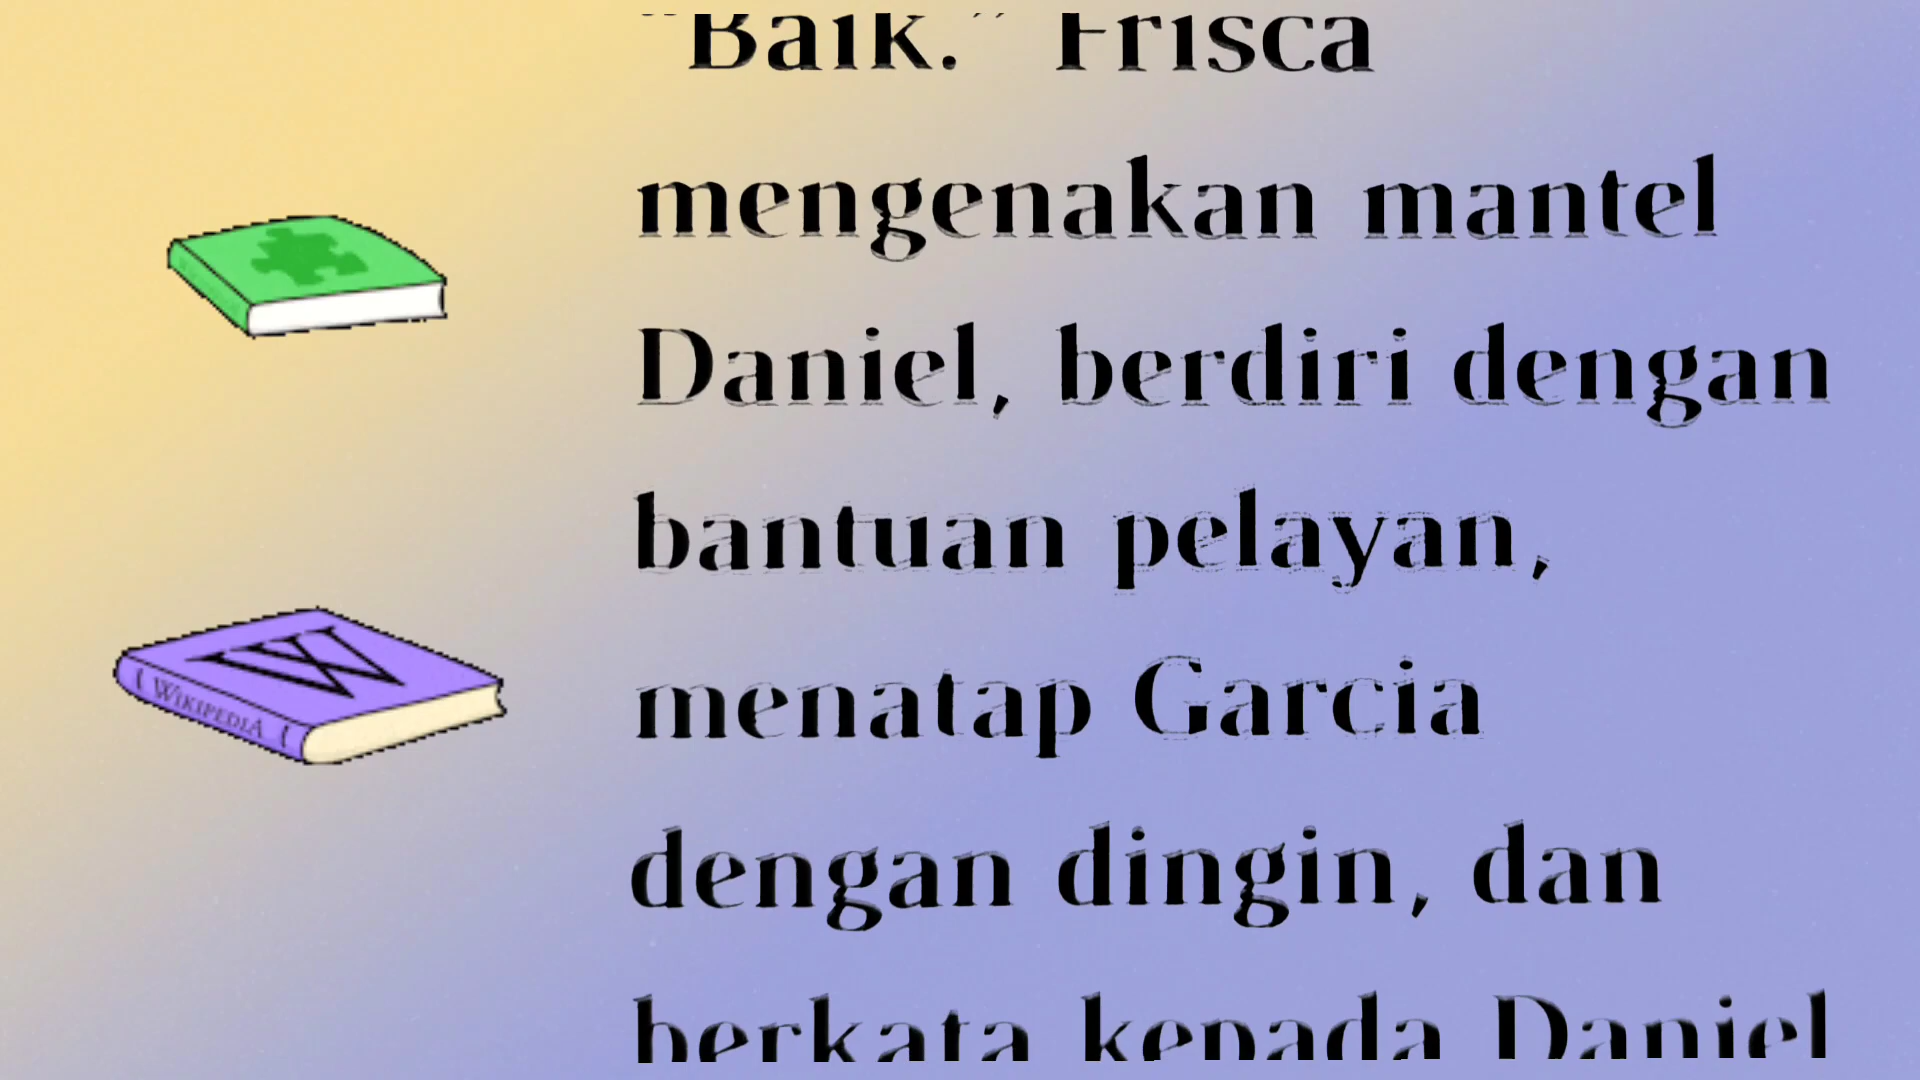 "Baik." Frisca
mengenakan mantel
Daniel, berdiri dengan
bantuan pelayan,
menatap Garcia
dengan dingin, dan
berkata kepada Daniel
W
WIKIPEDIA